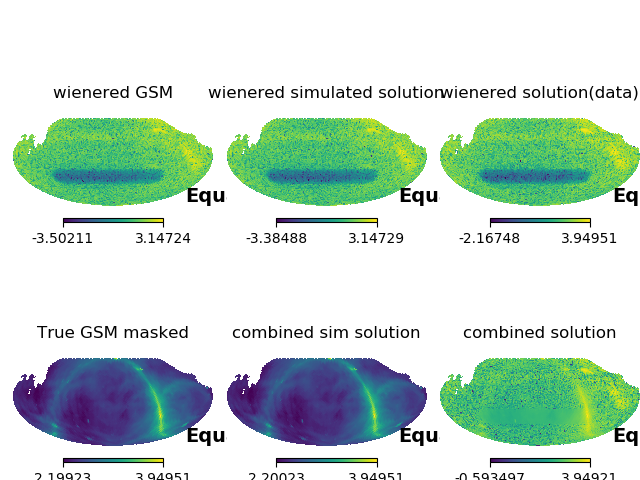 wienered GSM
wienered simulated solution
wienered solution(data)
Equ
Equ
Eq
-3.50211 3.14724
-3.38488 3.14729
-2.16748 3.94951
True GSM masked
combined sim solution
combined solution
Equ
Equ
Eq
2.19923 3.94951
2.20023 3.94951
-0.593497 3.94921